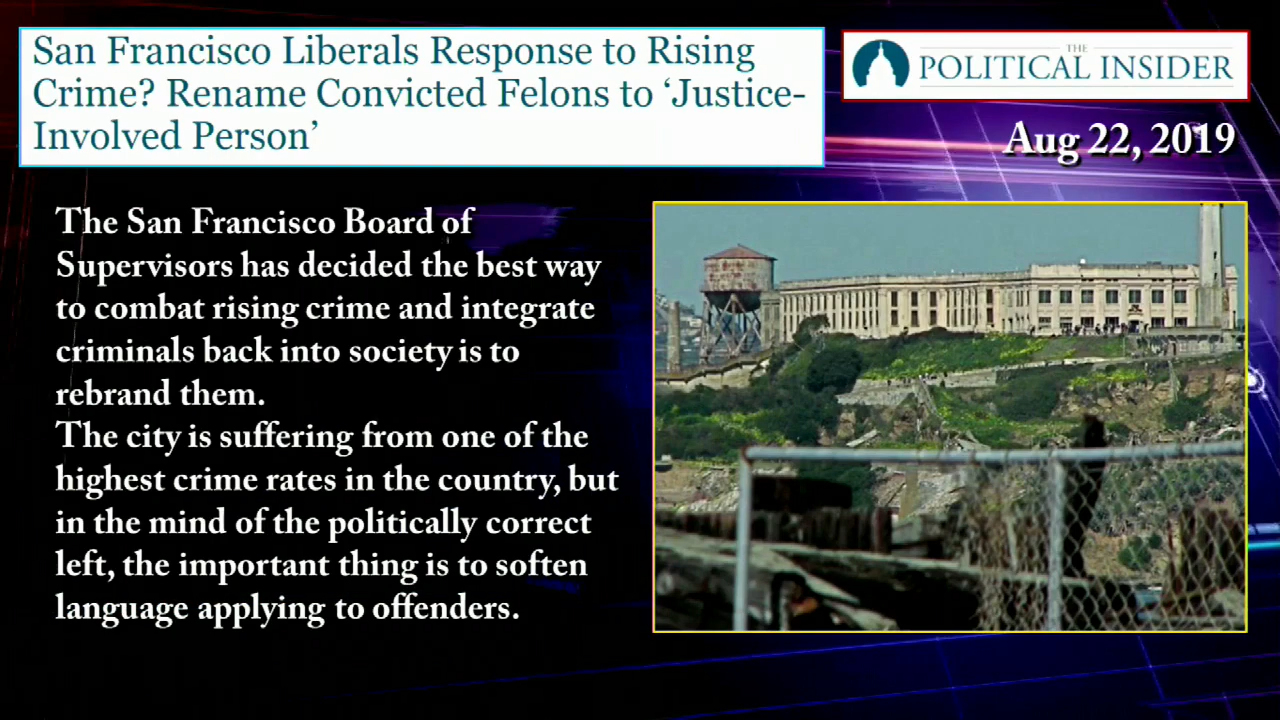 San Francisco Liberals Response to Rising
Crime? Rename Convicted Felons to ‘Justice-
Involved Person’
THE
POLITICAL INSIDER
Aug 22, 2019
The San Francisco Board of
Supervisors has decided the best way
to combat rising crime and integrate
criminals back into society is to
rebrand them.
The city is suffering from one of the
highest crime rates in the country, but
in the mind of the politically correct
left, the important thing is to soften
language applying to offenders.